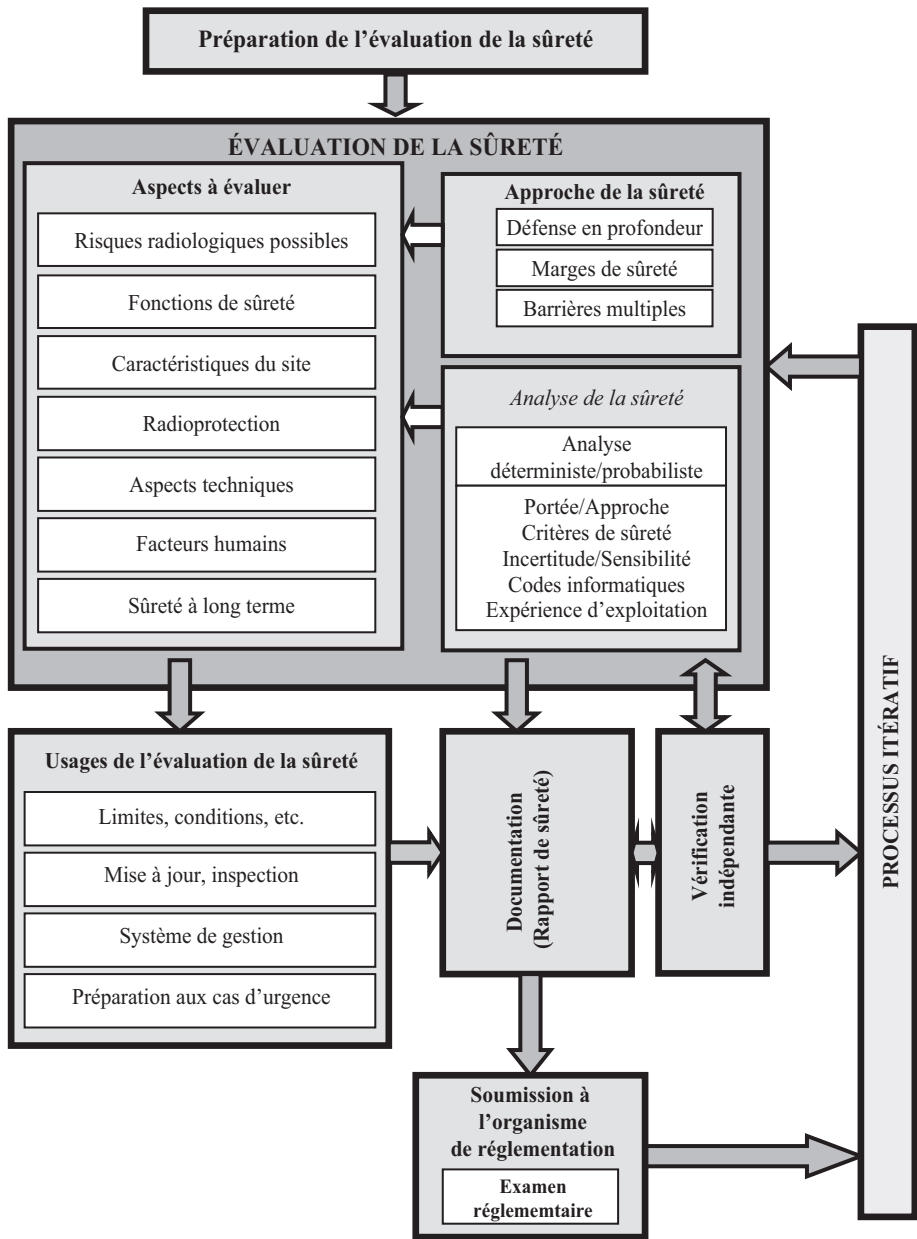 Préparation de l’évaluation de la sûreté
ÉVALUATION DE LA SÛRETÉ
Aspects à évaluer
Risques radiologiques possibles
Fonctions de sûreté
Caractéristiques du site
Radioprotection
Aspects techniques
Facteurs humains
Sûreté à long terme
Approche de la sûreté
Défense en profondeur
Marges de sûreté
Barrières multiples
Analyse de la sûreté
Analyse
déterministe/probabiliste
Portée/Approche
Critères de sûreté
Incertitude/Sensibilité
Codes informatiques
Expérience d’exploitation
Usages de l’évaluation de la sûreté
Limites, conditions, etc.
Mise à jour, inspection
Système de gestion
Préparation aux cas d’urgence
Documentation
(Rapport de sûreté)
Vérification
indépendante
PROCESSUS ITÉRATIF
Soumission à
l’organisme
de réglementation
Examen
réglememtaire